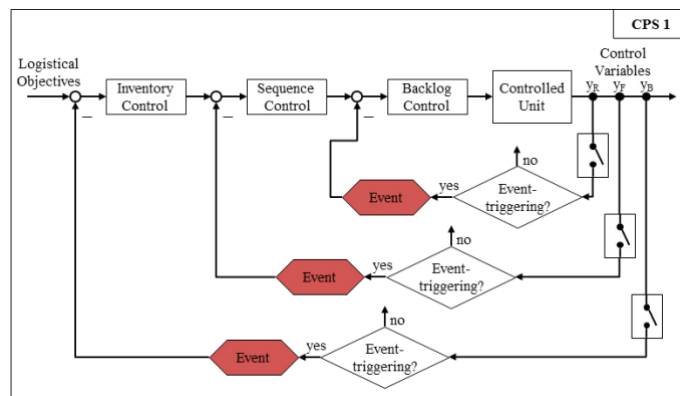 CPS 1
Logistical
Objectives
Inventory
Control
Sequence
Control
Backlog
Control
Controlled
Unit
Control
Variables
yR yF yB
no
Event
yes
Event-
triggering?
no
Event
yes
Event-
triggering?
no
Event
yes
Event-
triggering?